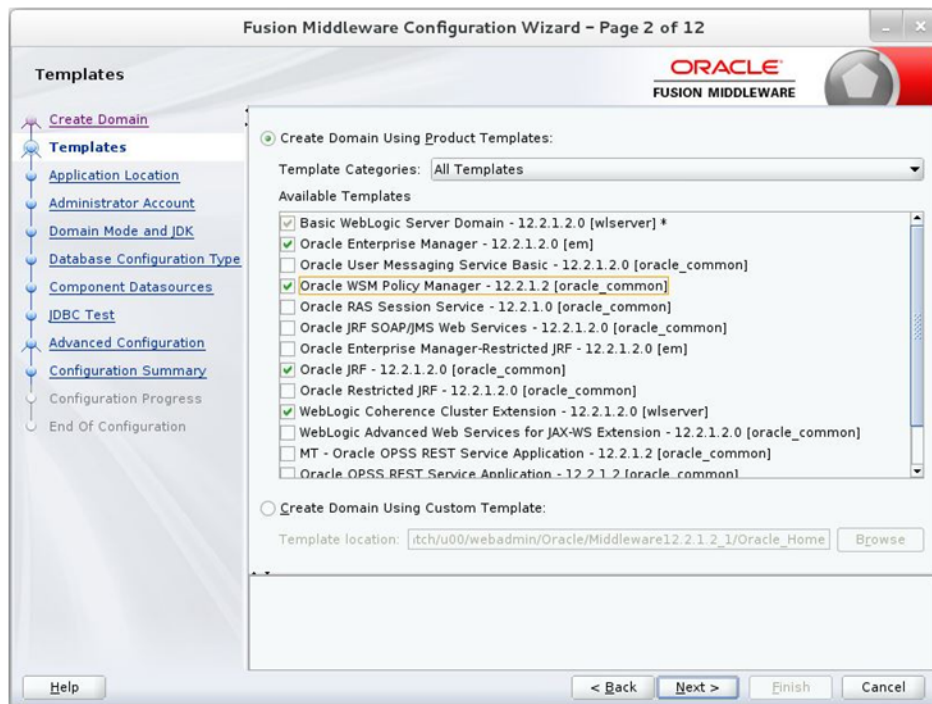 Fusion Middleware Configuration Wizard – Page 2 of 12
Templates
ORACLE
FUSION MIDDLEWARE
Create Domain
Templates
Application Location
Administrator Account
Domain Mode and JDK
Database Configuration Type
Component Datasources
JDBC Test
Advanced Configuration
Configuration Summary
Configuration Progress
End Of Configuration
Create Domain Using Product Templates:
Template Categories: All Templates
Available Templates
Basic WebLogic Server Domain - 12.2.1.2.0 [wlserver] *
Oracle Enterprise Manager - 12.2.1.2.0 [em]
Oracle User Messaging Service Basic - 12.2.1.2.0 [oracle_common]
Oracle WSM Policy Manager - 12.2.1.2 [oracle_common]
Oracle RAS Session Service - 12.2.1.0 [oracle_common]
Oracle JRF SOAP/JMS Web Services - 12.2.1.2.0 [oracle_common]
Oracle Enterprise Manager-Restricted JRF - 12.2.1.2.0 [em]
Oracle JRF - 12.2.1.2.0 [oracle_common]
Oracle Restricted JRF - 12.2.1.2.0 [oracle_common]
WebLogic Coherence Cluster Extension - 12.2.1.2.0 [wlserver]
WebLogic Advanced Web Services for JAX-WS Extension - 12.2.1.2.0 [oracle_common]
MT - Oracle OPSS REST Service Application - 12.2.1.2 [oracle_common]
Oracle OPSS REST Service Application - 12.2.1.2 [oracle_common]
Create Domain Using Custom Template:
Template location: itch/u00/webadmin/Oracle/Middleware12.2.1.2_1/Oracle_Home Browse
Help < Back Next > Finish Cancel